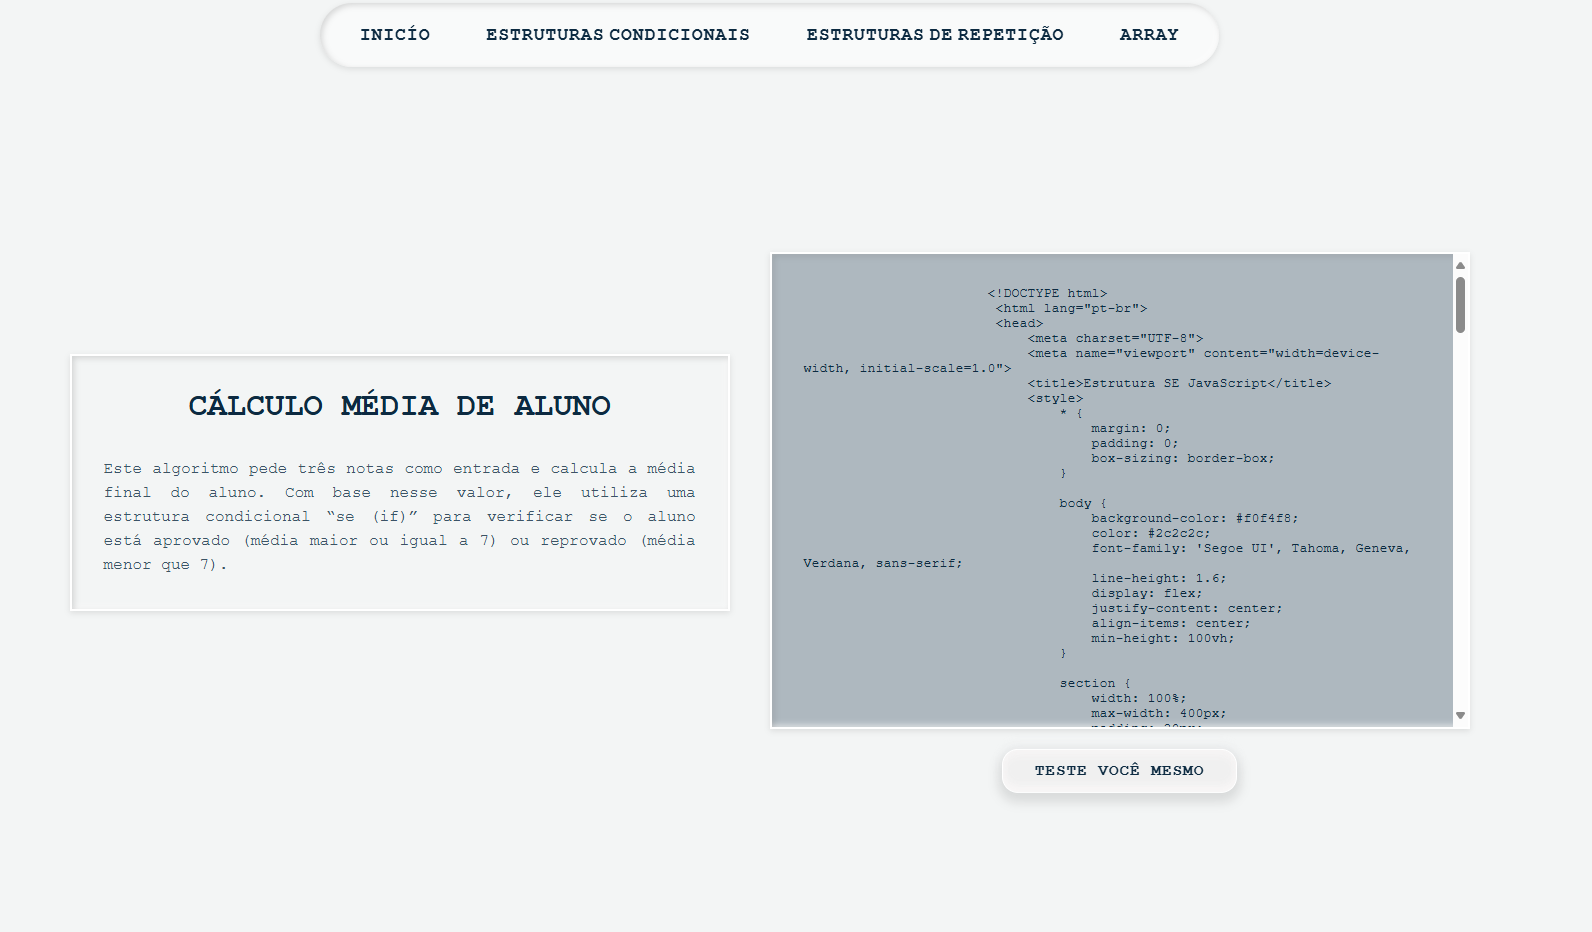 INICÍO ESTRUTURAS CONDICIONAIS ESTRUTURAS DE REPETIÇÃO ARRAY
CÁLCULO MÉDIA DE ALUNO
Este algoritmo pede três notas como entrada e calcula a média
final do aluno. Com base nesse valor, ele utiliza uma
estrutura condicional “se (if)” para verificar se o aluno
está aprovado (média maior ou igual a 7) ou reprovado (média
menor que 7).
<!DOCTYPE html>
<html lang="pt-br">
<head>
<meta charset="UTF-8">
<meta name="viewport" content="width=device-
width, initial-scale=1.0">
<title>Estrutura SE JavaScript</title>
<style>
* {
margin: 0;
padding: 0;
box-sizing: border-box;
}
body {
background-color: #f0f4f8;
color: #2c2c2c;
font-family: 'Segoe UI', Tahoma, Geneva,
Verdana, sans-serif;
line-height: 1.6;
display: flex;
justify-content: center;
align-items: center;
min-height: 100vh;
}
section {
width: 100%;
max-width: 400px;
TESTE VOCÊ MESMO